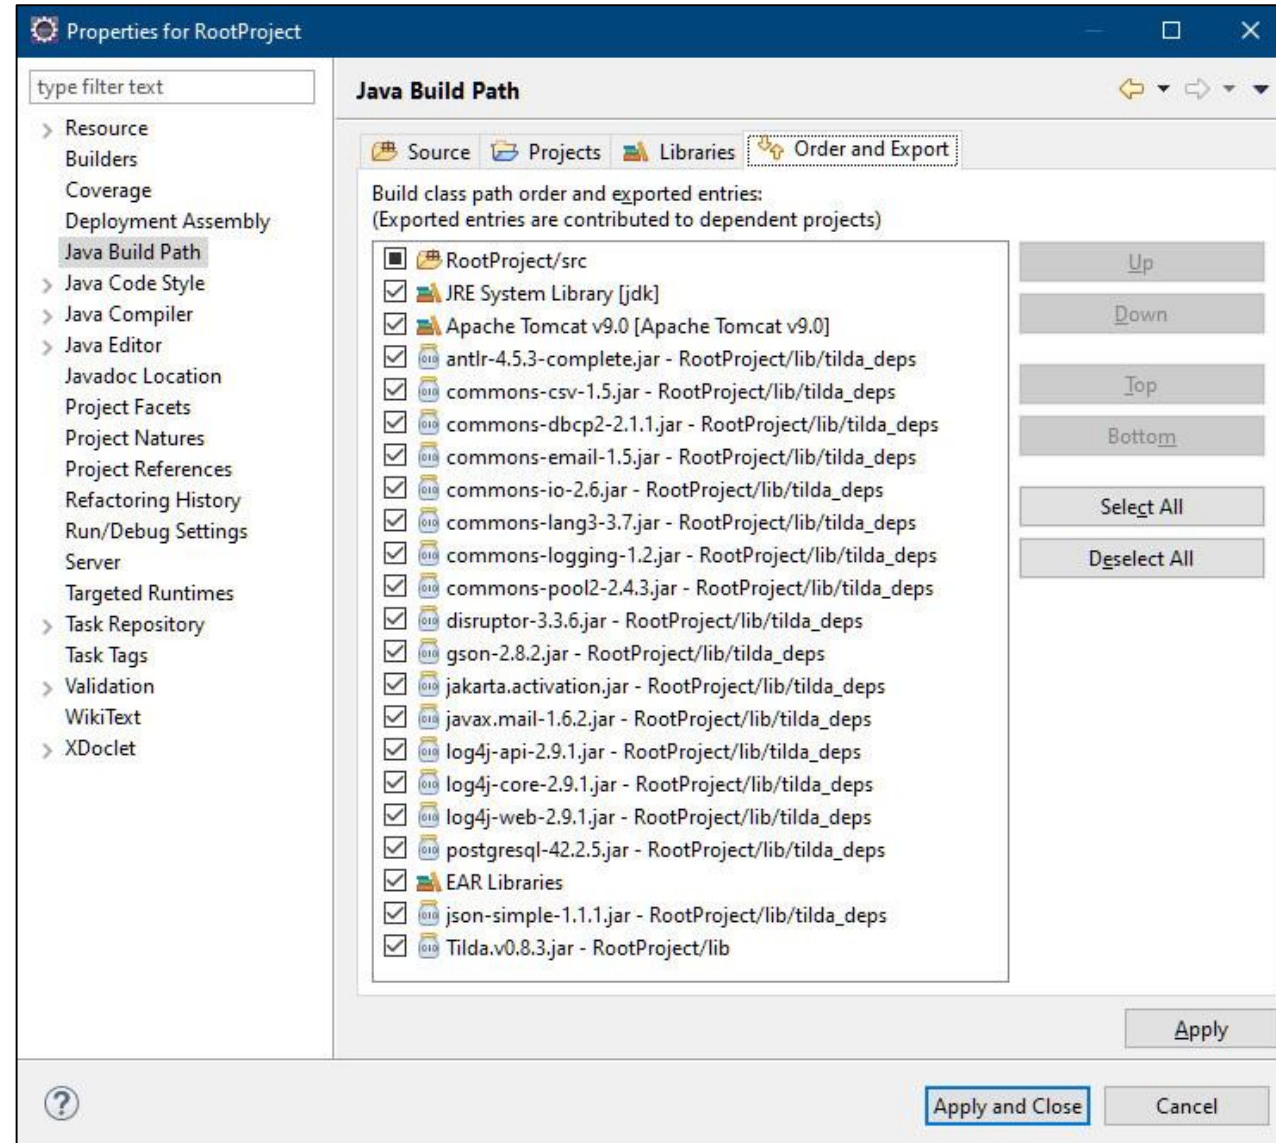 Properties for RootProject
type filter text
Resource
Builders
Coverage
Deployment Assembly
Java Build Path
Java Code Style
Java Compiler
Java Editor
Javadoc Location
Project Facets
Project Natures
Project References
Refactoring History
Run/Debug Settings
Server
Targeted Runtimes
Task Repository
Task Tags
Validation
WikiText
XDoclet
Java Build Path
Source Projects Libraries Order and Export
Build class path order and exported entries:
(Exported entries are contributed to dependent projects)
RootProject/src
JRE System Library [jdk]
Apache Tomcat v9.0 [Apache Tomcat v9.0]
antlr-4.5.3-complete.jar - RootProject/lib/tilda_deps
commons-csv-1.5.jar - RootProject/lib/tilda_deps
commons-dbcp2-2.1.1.jar - RootProject/lib/tilda_deps
commons-email-1.5.jar - RootProject/lib/tilda_deps
commons-io-2.6.jar - RootProject/lib/tilda_deps
commons-lang3-3.7.jar - RootProject/lib/tilda_deps
commons-logging-1.2.jar - RootProject/lib/tilda_deps
commons-pool2-2.4.3.jar - RootProject/lib/tilda_deps
disruptor-3.3.6.jar - RootProject/lib/tilda_deps
gson-2.8.2.jar - RootProject/lib/tilda_deps
jakarta.activation.jar - RootProject/lib/tilda_deps
javax.mail-1.6.2.jar - RootProject/lib/tilda_deps
log4j-api-2.9.1.jar - RootProject/lib/tilda_deps
log4j-core-2.9.1.jar - RootProject/lib/tilda_deps
log4j-web-2.9.1.jar - RootProject/lib/tilda_deps
postgresql-42.2.5.jar - RootProject/lib/tilda_deps
EAR Libraries
json-simple-1.1.1.jar - RootProject/lib/tilda_deps
Tilda.v0.8.3.jar - RootProject/lib
Up
Down
Top
Bottom
Select All
Deselect All
Apply
Apply and Close
Cancel